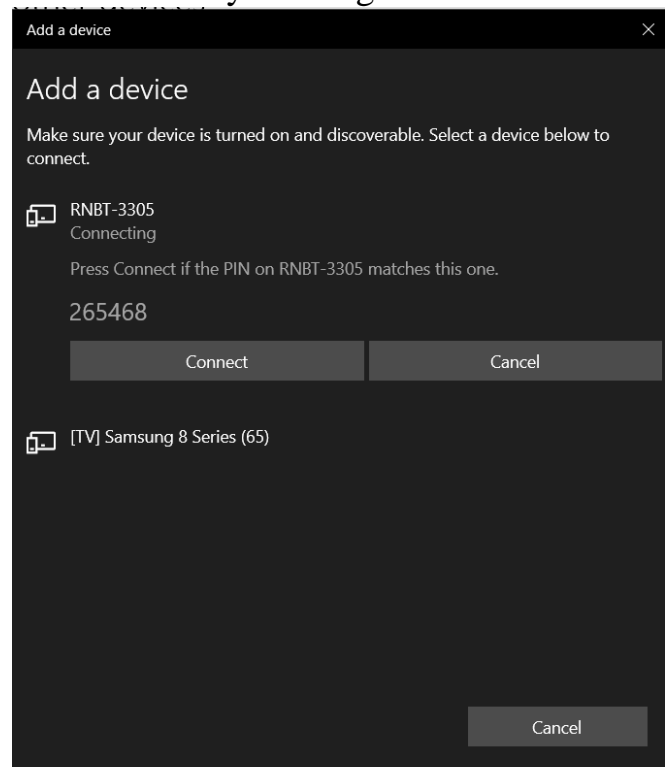 Add a device
Add a device
Make sure your device is turned on and discoverable. Select a device below to
connect.
RNBT-3305
Connecting
Press Connect if the PIN on RNBT-3305 matches this one.
265468
Connect Cancel
[TV] Samsung 8 Series (65)
Cancel